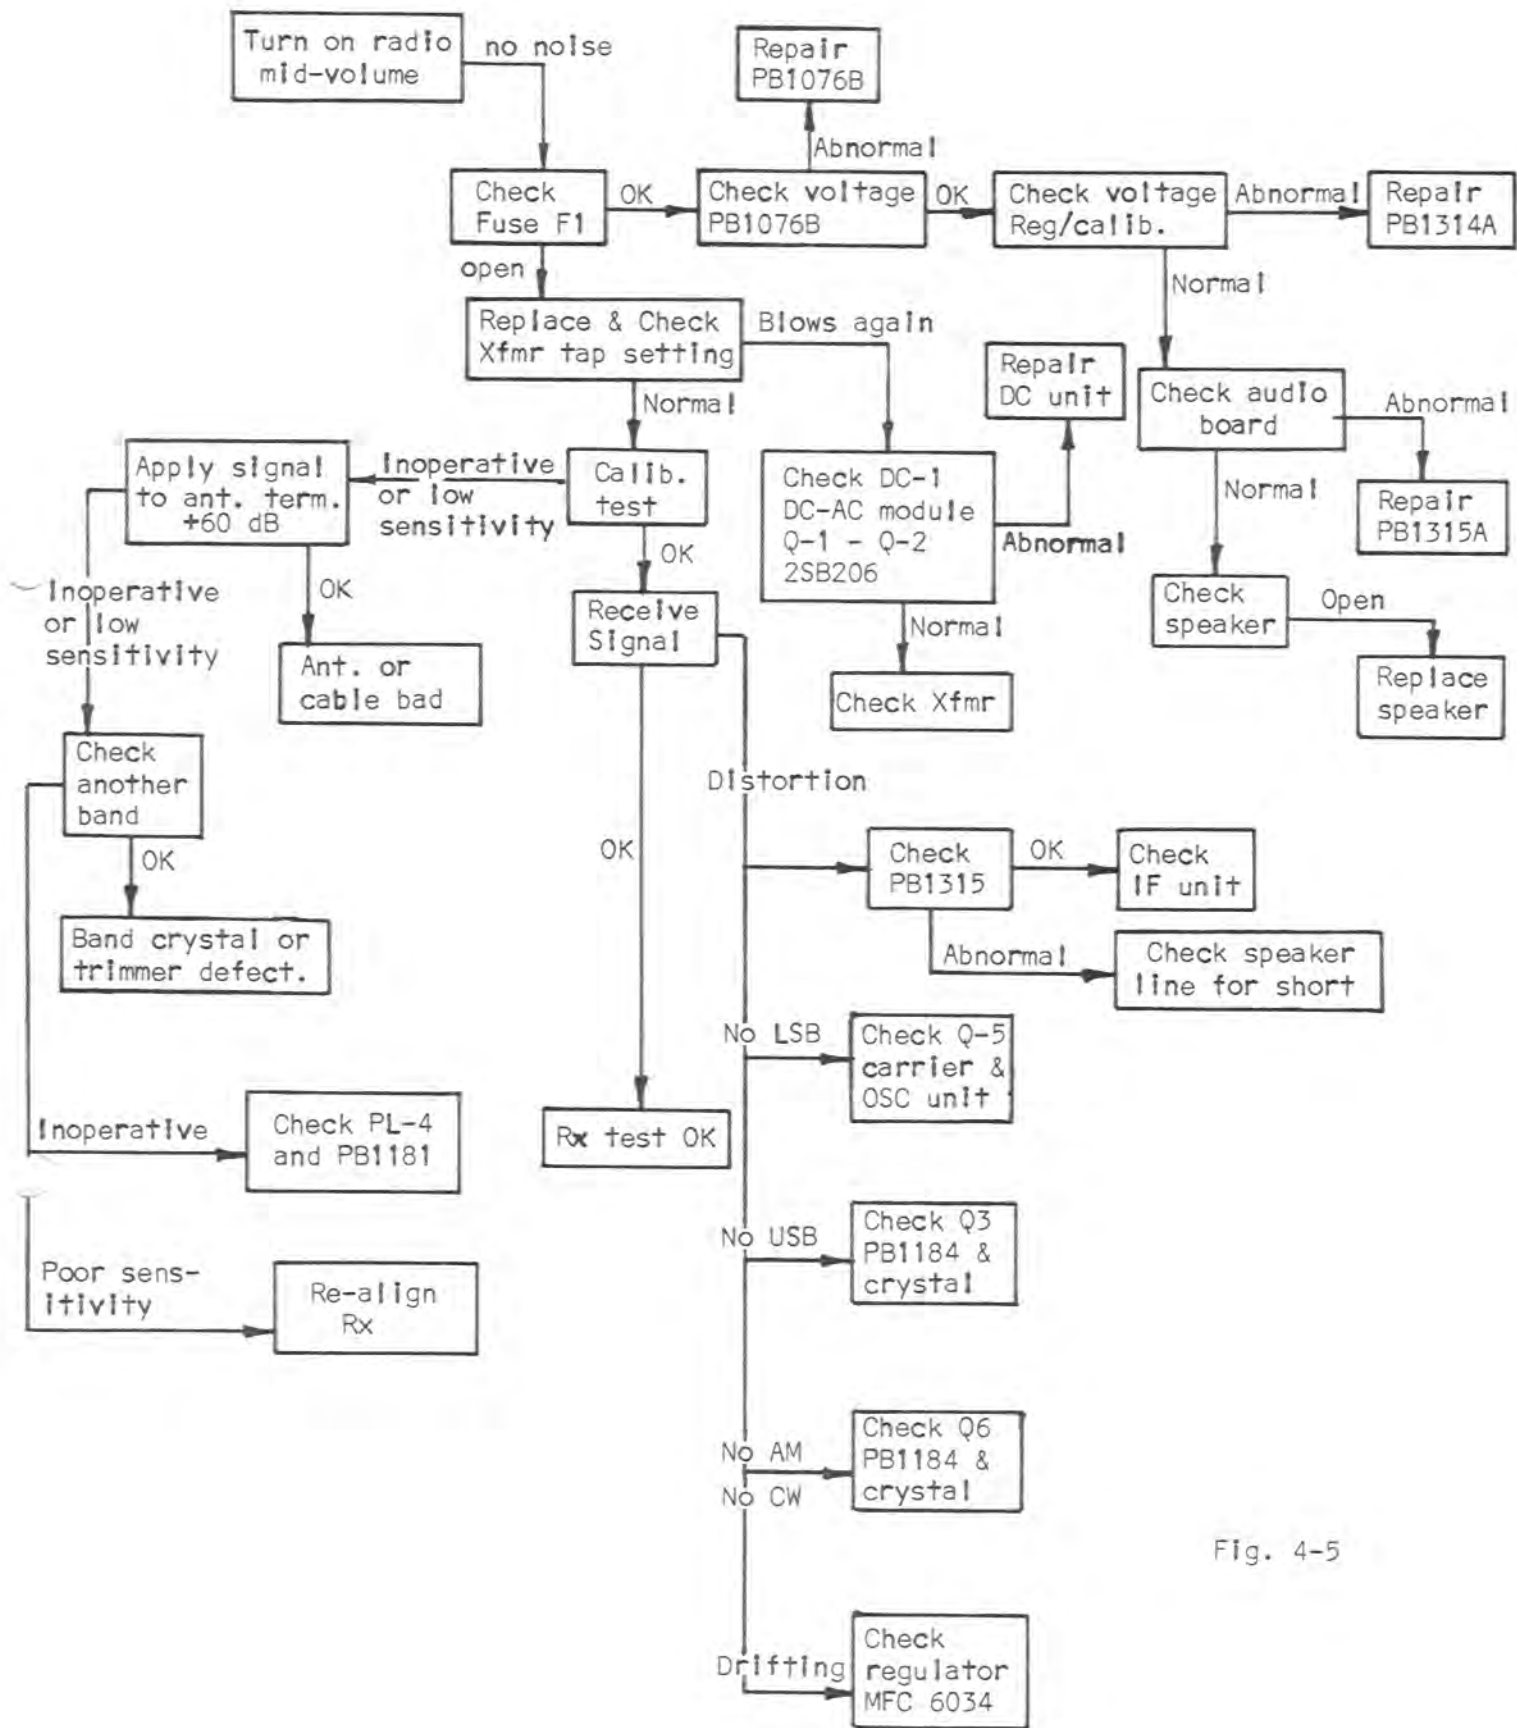 Turn on radio
mid-volume
no noise
Repair
PB1076B
Abnormal
Check
Fuse F1
OK
Check voltage
PB1076B
OK
Check voltage
Reg/calib.
Abnormal
Repair
PB1314A
open
Normal
Replace & Check
Xfmr tap setting
Blows again
Repair
DC unit
Check audio
board
Abnormal
Normal
Apply signal
to ant. term.
+60 dB
Inoperative
or low
sensitivity
Calib.
test
Check DC-1
DC-AC module
Q-1 - Q-2
2SB206
Abnormal
Normal
Repair
PB1315A
OK
OK
Inoperative
or low
sensitivity
Receive
Signal
Normal
Check
speaker
Open
Ant. or
cable bad
Check Xfmr
Replace
speaker
Check
another
band
Distortion
OK
OK
Check
PB1315
OK
Check
IF unit
Band crystal or
trimmer defect.
Abnormal
Check speaker
line for short
No LSB
Check Q-5
carrier &
OSC unit
Inoperative
Check PL-4
and PB1181
Rx test OK
No USB
Check Q3
PB1184 &
crystal
Poor sens-
itivity
Re-align
Rx
No AM
No CW
Check Q6
PB1184 &
crystal
Fig. 4-5
Drifting
Check
regulator
MFC 6034